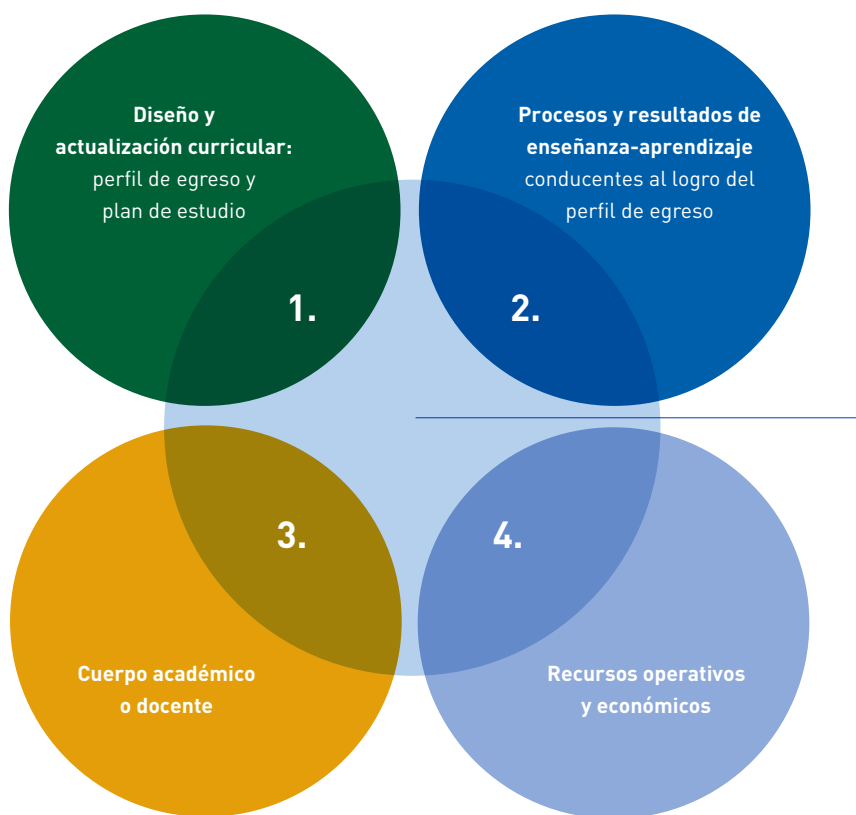 Diseño y
actualización curricular:
perfil de egreso y
plan de estudio
1.
Procesos y resultados de
enseñanza-aprendizaje
conducentes al logro del
perfil de egreso
2.
3.
Cuerpo académico
o docente
4.
Recursos operativos
y económicos